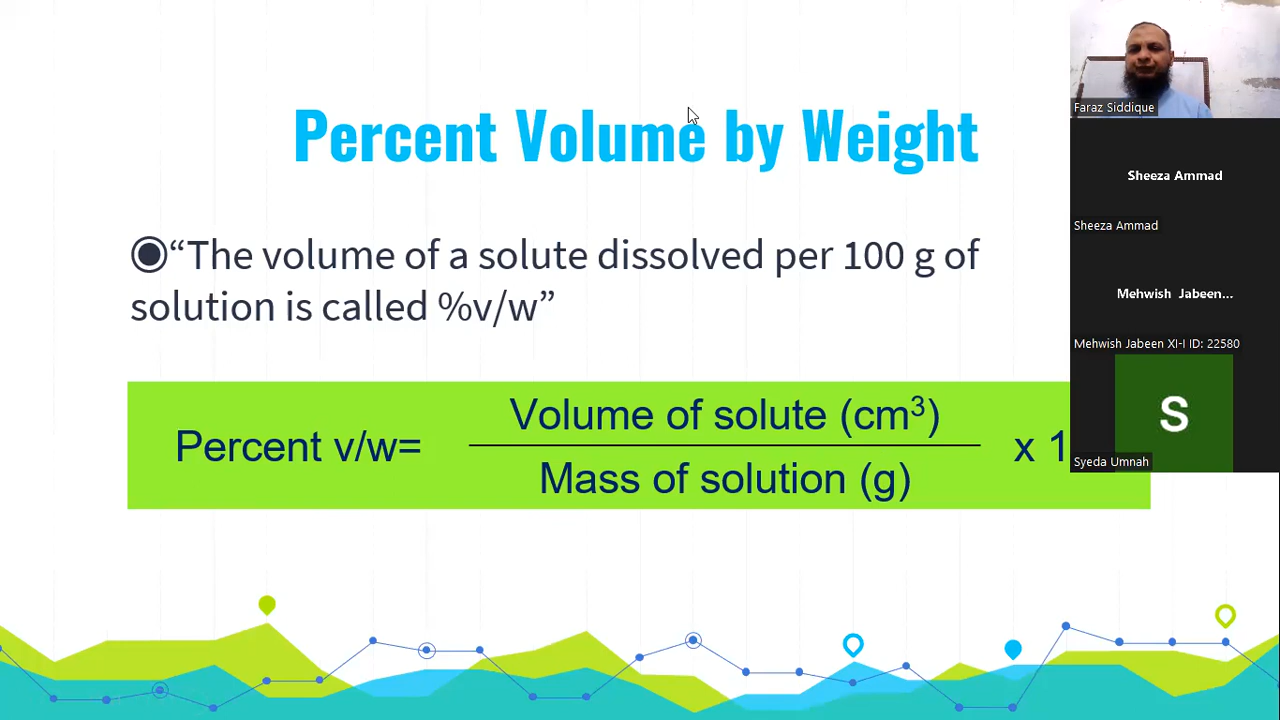 Percent Volume by Weight
“The volume of a solute dissolved per 100 g of
solution is called %v/w”
Percent v/w=
Volume of solute (cm³)
Mass of solution (g)
x 1
Faraz Siddique
Sheeza Ammad
Sheeza Ammad
Mehwish Jabeen...
Mehwish Jabeen XI-I ID: 22580
S
Syeda Umnah